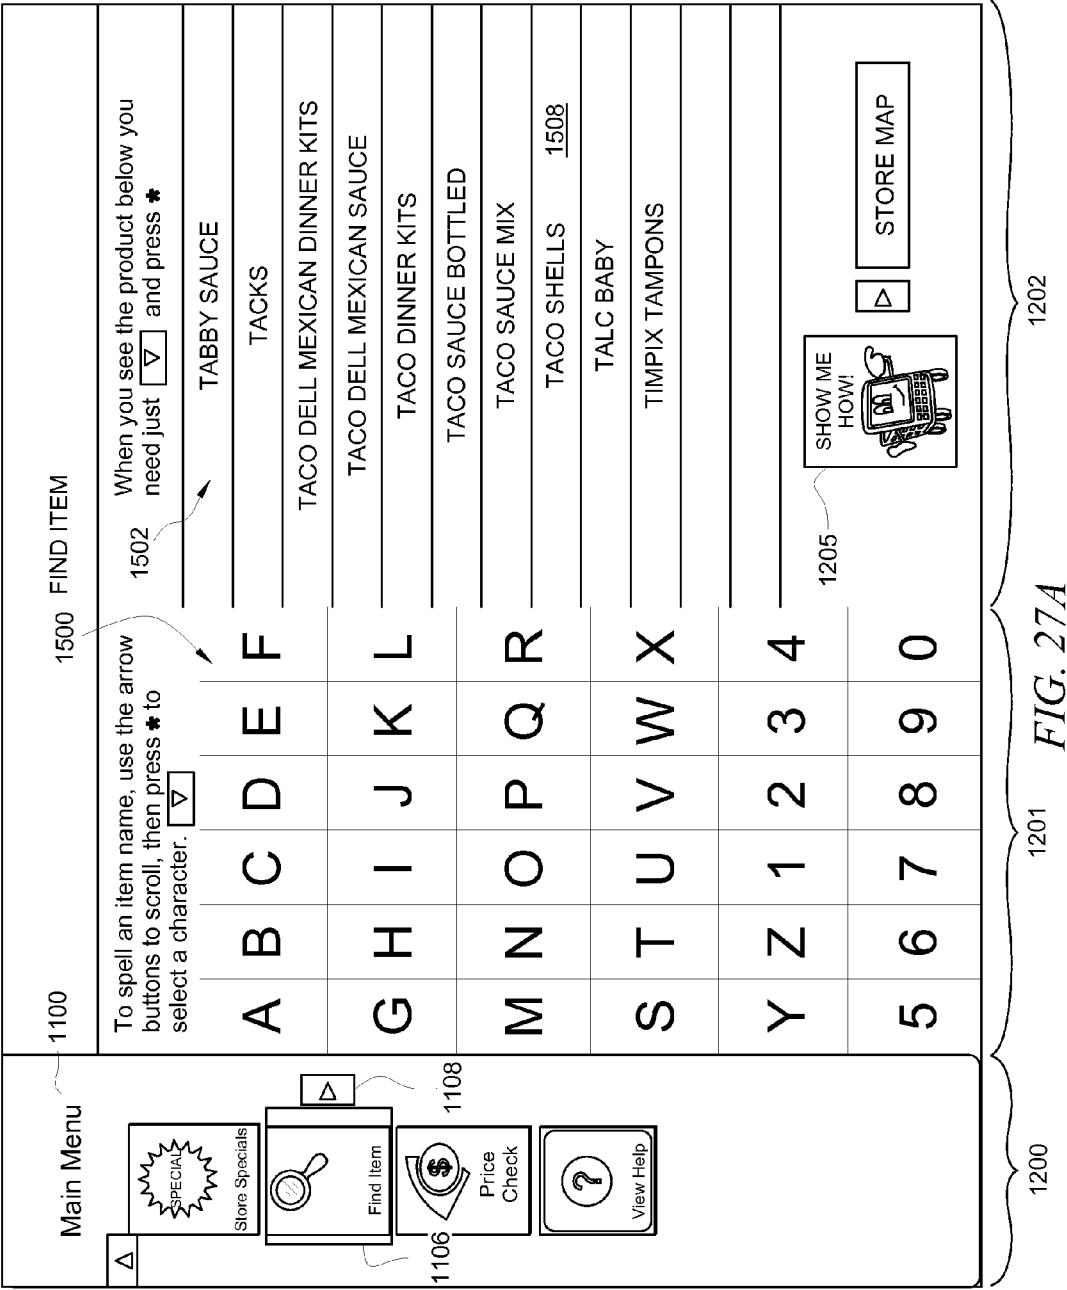 1100
1500 FIND ITEM
Main Menu
SPECIAL
Store Specials
Find Item
1108
1106
$
Price
Check
?
View Help
To spell an item name, use the arrow
buttons to scroll, then press * to
select a character.
A B C D E F
G H I J K L
M N O P Q R
S T U V W X
Y Z 1 2 3 4
5 6 7 8 9 0
1502
When you see the product below you
need just and press *
TABBY SAUCE
TACKS
TACO DELL MEXICAN DINNER KITS
TACO DELL MEXICAN SAUCE
TACO DINNER KITS
TACO SAUCE BOTTLED
TACO SAUCE MIX
TACO SHELLS 1508
TALC BABY
TIMPIX TAMPONS
1205
SHOW ME
HOW!
STORE MAP
1200
1201
1202
FIG. 27A